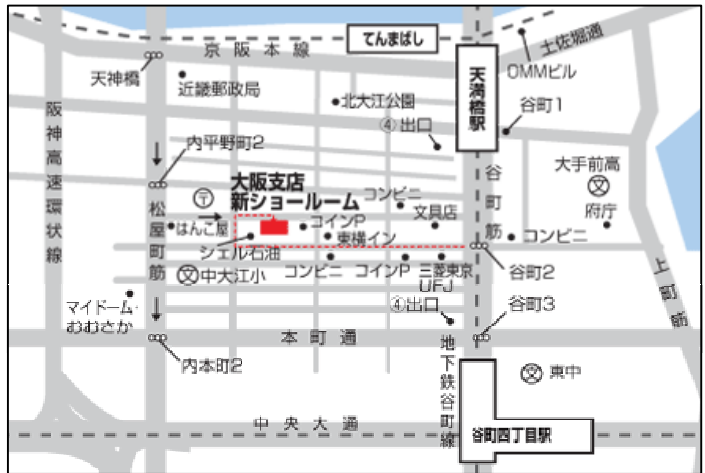 てんまばし
土佐堀通
京阪本線
天神橋
近畿郵政局
天満橋駅
OMMビル
北大江公園
谷町1
④出口
阪神高速環状線
内平野町2
大手前高
文
府庁
谷町筋
大阪支店
新ショールーム
コンビニ
文具店
〒
松屋町筋
はんこ屋
コインP
東横イン
コンビニ
シェル石油
文中大江小
コンビニ
コインP
三菱東京
UFJ
谷町2
上町筋
マイドーム・
おおさか
④出口
谷町3
本町通
内本町2
地下鉄谷町線
文 東中
中央大通
谷町四丁目駅